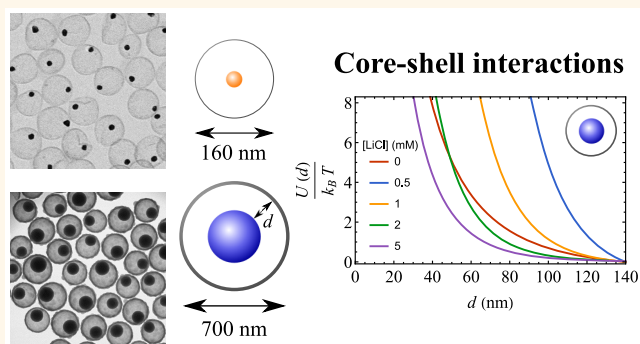 160 nm
d
700 nm
Core-shell interactions
U(d)
k_B T
8
6
4
2
0
[LiCl] (mM)
0
0.5
1
2
5
0 20 40 60 80 100 120 140
d (nm)